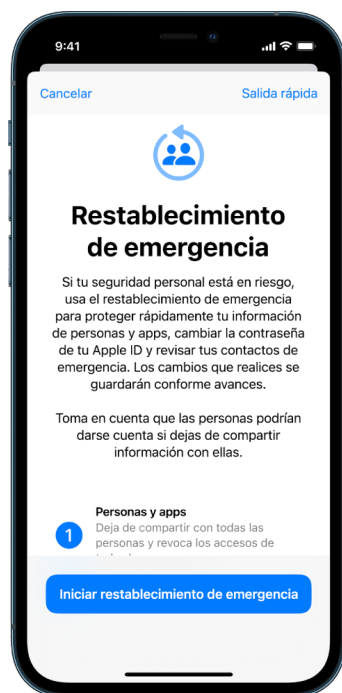 9:41
Cancelar
Salida rápida
Restablecimiento
de emergencia
Si tu seguridad personal está en riesgo,
usa el restablecimiento de emergencia
para proteger rápidamente tu información
de personas y apps, cambiar la contraseña
de tu Apple ID y revisar tus contactos de
emergencia. Los cambios que realices se
guardarán conforme avances.
Toma en cuenta que las personas podrían
darse cuenta si dejas de compartir
información con ellas.
1
Personas y apps
Deja de compartir con todas las
personas y revoca los accesos de
Iniciar restablecimiento de emergencia